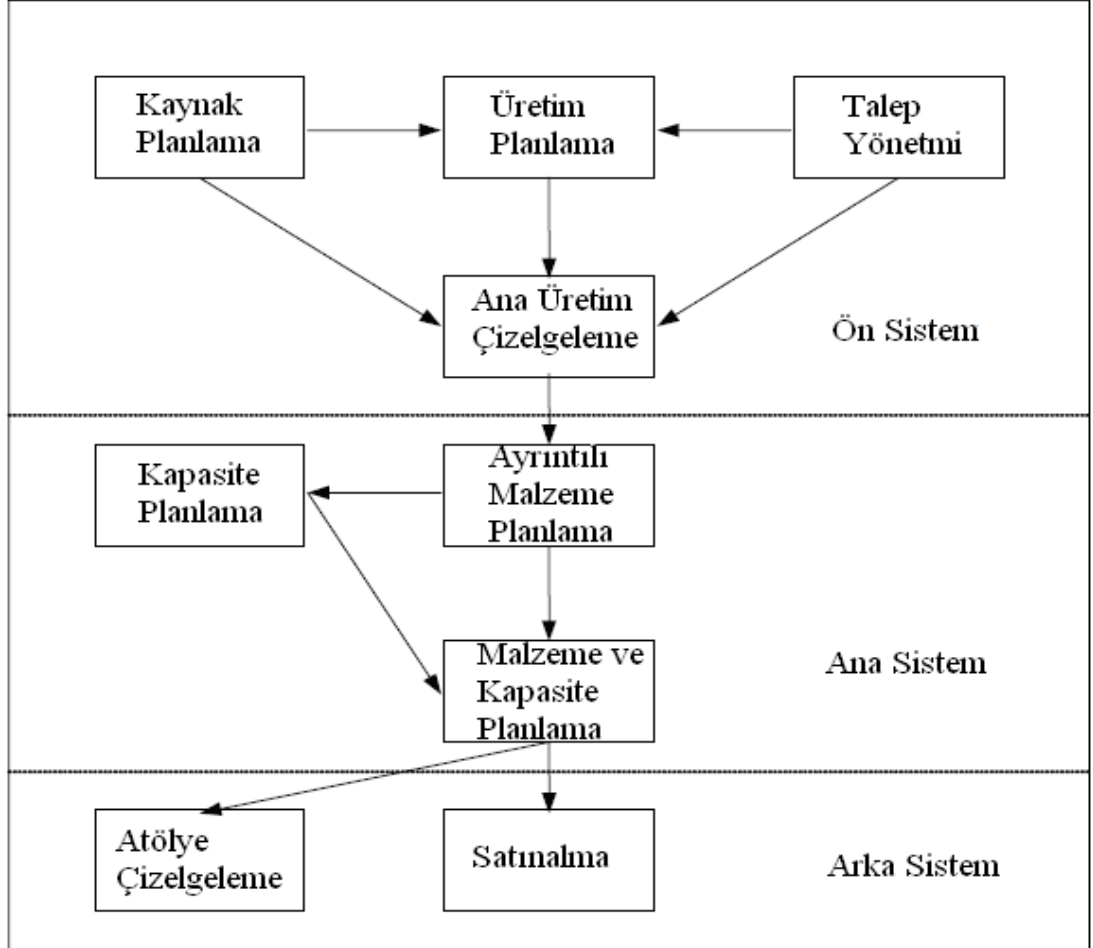 Kaynak
Planlama
Üretim
Planlama
Talep
Yönetmi
Ana Üretim
Çizelgeleme
Ön Sistem
Kapasite
Planlama
Ayrıntılı
Malzeme
Planlama
Malzeme ve
Kapasite
Planlama
Ana Sistem
Atölye
Çizelgeleme
Satınalma
Arka Sistem